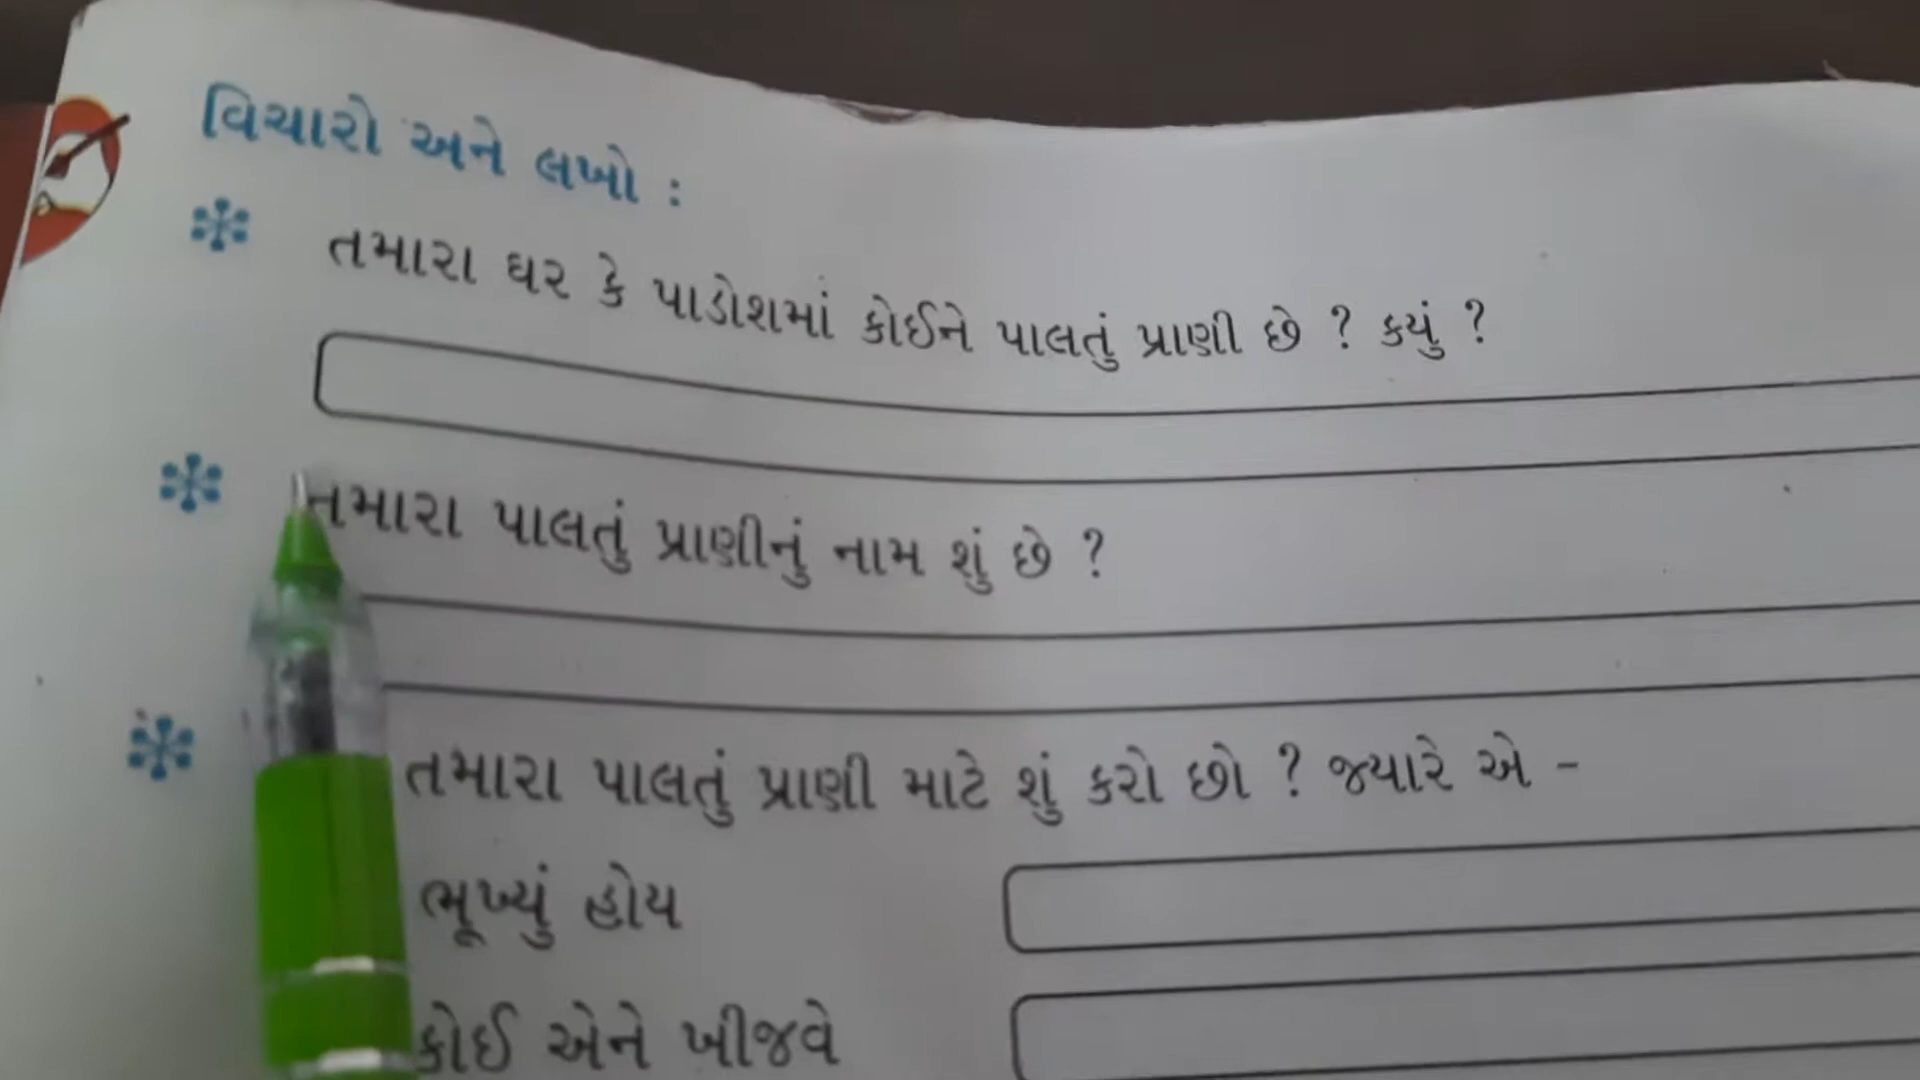 વિચારો અને લખો :
તમારા ઘર કે પાડોશમાં કોઈને પાલતું પ્રાણી છે ? કયું ?
તમારા પાલતું પ્રાણીનું નામ શું છે ?
તમારા પાલતું પ્રાણી માટે શું કરો છો ? જ્યારે એ -
ભૂખ્યું હોય
કોઈ એને ખીજવે